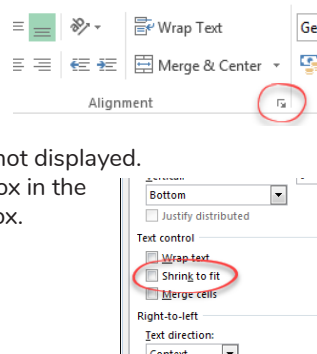 Wrap Text
Ge
Merge & Center
Alignment
not displayed.
ox in the
ox.
Vertical:
Bottom
Justify distributed
Text control
Wrap text
Shrink to fit
Merge cells
Right-to-left
Text direction:
Context